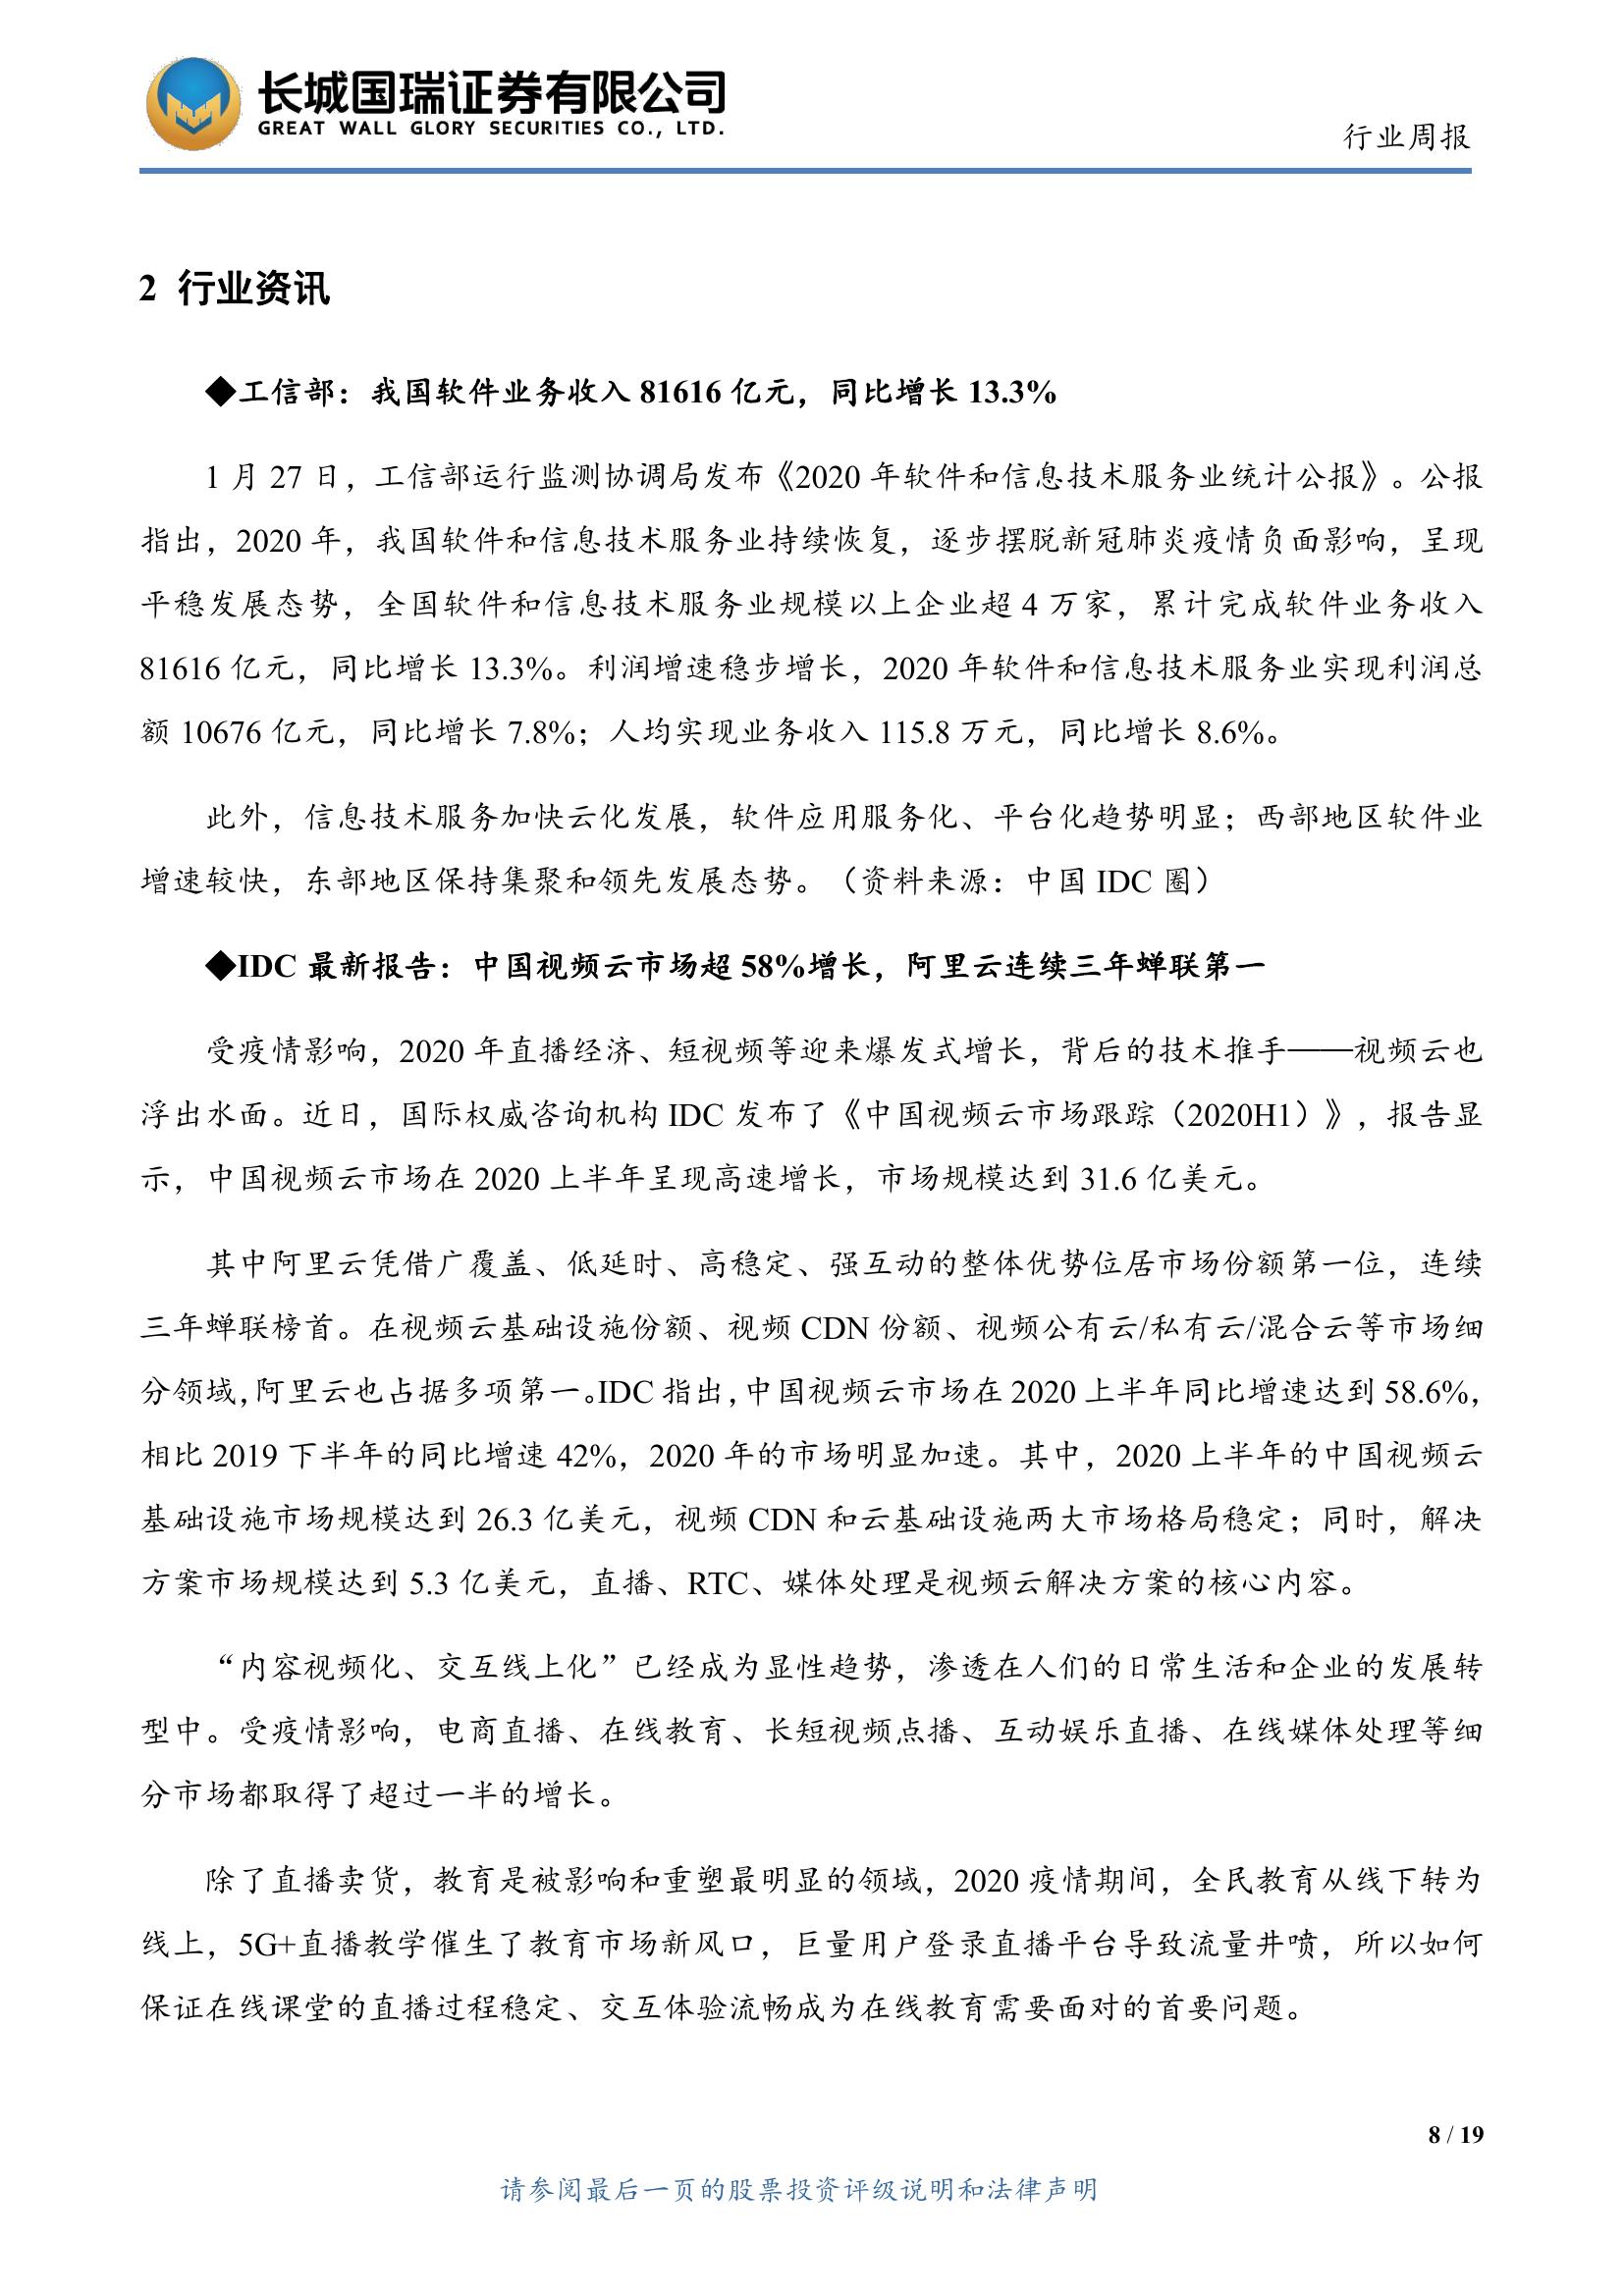 长城国瑞证券有限公司
GREAT WALL GLORY SECURITIES CO., LTD.
行业周报
2 行业资讯
◆工信部：我国软件业务收入 81616 亿元，同比增长 13.3%
1 月 27 日，工信部运行监测协调局发布《2020 年软件和信息技术服务业统计公报》。公报
指出，2020 年，我国软件和信息技术服务业持续恢复，逐步摆脱新冠肺炎疫情负面影响，呈现
平稳发展态势，全国软件和信息技术服务业规模以上企业超 4 万家，累计完成软件业务收入
81616 亿元，同比增长 13.3%。利润增速稳步增长，2020 年软件和信息技术服务业实现利润总
额 10676 亿元，同比增长 7.8%；人均实现业务收入 115.8 万元，同比增长 8.6%。
此外，信息技术服务加快云化发展，软件应用服务化、平台化趋势明显；西部地区软件业
增速较快，东部地区保持集聚和领先发展态势。（资料来源：中国 IDC 圈）
◆IDC 最新报告：中国视频云市场超 58%增长，阿里云连续三年蝉联第一
受疫情影响，2020 年直播经济、短视频等迎来爆发式增长，背后的技术推手——视频云也
浮出水面。近日，国际权威咨询机构 IDC 发布了《中国视频云市场跟踪（2020H1）》，报告显
示，中国视频云市场在 2020 上半年呈现高速增长，市场规模达到 31.6 亿美元。
其中阿里云凭借广覆盖、低延时、高稳定、强互动的整体优势位居市场份额第一位，连续
三年蝉联榜首。在视频云基础设施份额、视频 CDN 份额、视频公有云/私有云/混合云等市场细
分领域，阿里云也占据多项第一。IDC 指出，中国视频云市场在 2020 上半年同比增速达到 58.6%，
相比 2019 下半年的同比增速 42%，2020 年的市场明显加速。其中，2020 上半年的中国视频云
基础设施市场规模达到 26.3 亿美元，视频 CDN 和云基础设施两大市场格局稳定；同时，解决
方案市场规模达到 5.3 亿美元，直播、RTC、媒体处理是视频云解决方案的核心内容。
“内容视频化、交互线上化”已经成为显性趋势，渗透在人们的日常生活和企业的发展转
型中。受疫情影响，电商直播、在线教育、长短视频点播、互动娱乐直播、在线媒体处理等细
分市场都取得了超过一半的增长。
除了直播卖货，教育是被影响和重塑最明显的领域，2020 疫情期间，全民教育从线下转为
线上，5G+直播教学催生了教育市场新风口，巨量用户登录直播平台导致流量井喷，所以如何
保证在线课堂的直播过程稳定、交互体验流畅成为在线教育需要面对的首要问题。
8 / 19
请参阅最后一页的股票投资评级说明和法律声明